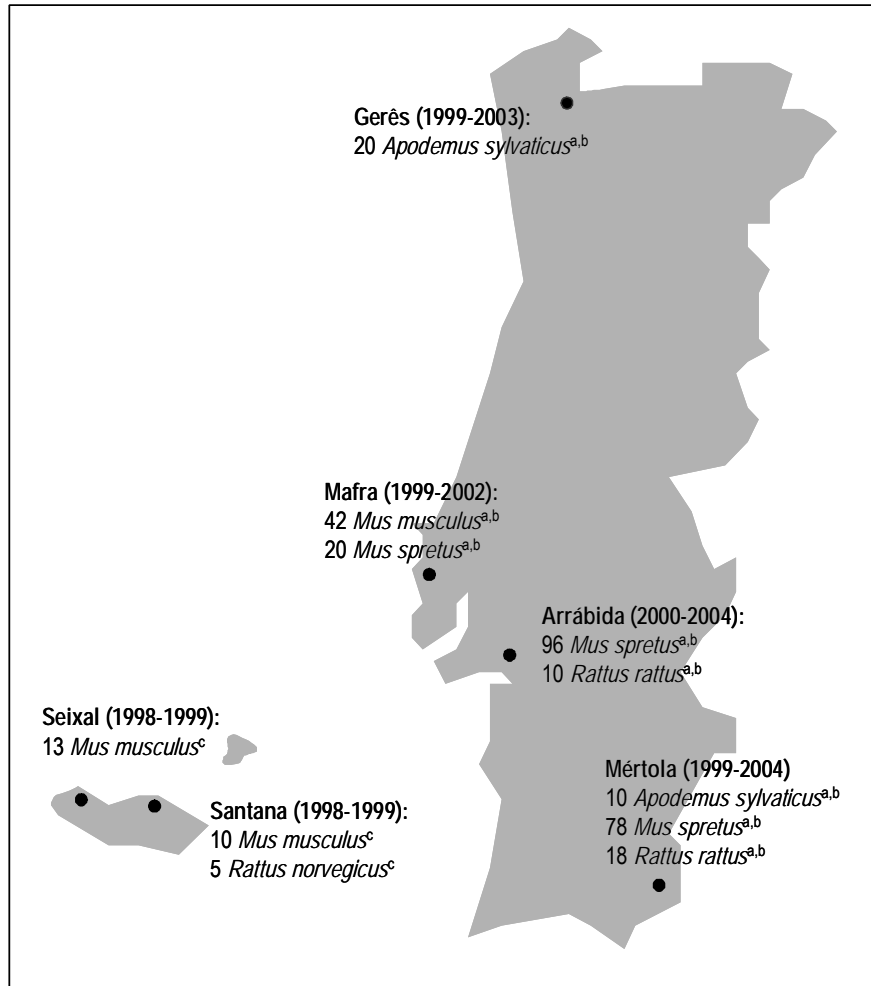 Gerês (1999-2003):
20 Apodemus sylvaticusᵃ,ᵇ
Mafra (1999-2002):
42 Mus musculusᵃ,ᵇ
20 Mus spretusᵃ,ᵇ
Arrábida (2000-2004):
96 Mus spretusᵃ,ᵇ
10 Rattus rattusᵃ,ᵇ
Seixal (1998-1999):
13 Mus musculusᶜ
Santana (1998-1999):
10 Mus musculusᶜ
5 Rattus norvegicusᶜ
Mértola (1999-2004)
10 Apodemus sylvaticusᵃ,ᵇ
78 Mus spretusᵃ,ᵇ
18 Rattus rattusᵃ,ᵇ